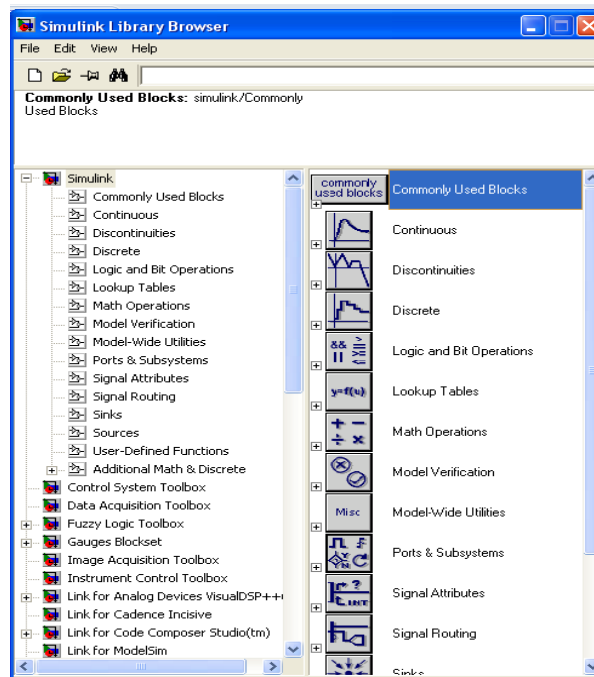 Simulink Library Browser
File Edit View Help
Commonly Used Blocks: simulink/Commonly
Used Blocks
Simulink
Commonly Used Blocks
Continuous
Discontinuities
Discrete
Logic and Bit Operations
Lookup Tables
Math Operations
Model Verification
Model-Wide Utilities
Ports & Subsystems
Signal Attributes
Signal Routing
Sinks
Sources
User-Defined Functions
Additional Math & Discrete
Control System Toolbox
Data Acquisition Toolbox
Fuzzy Logic Toolbox
Gauges Blockset
Image Acquisition Toolbox
Instrument Control Toolbox
Link for Analog Devices VisualDSP++(
Link for Cadence Incisive
Link for Code Composer Studio(tm)
Link for ModelSim
commonly
used blocks
Commonly Used Blocks
Continuous
Discontinuities
Discrete
&& > || >= <=
Logic and Bit Operations
y=f(u)
Lookup Tables
+ −
÷ ×
Math Operations
Model Verification
Misc
Model-Wide Utilities
Y
N
Ports & Subsystems
?
INT
Signal Attributes
Signal Routing
Sinks